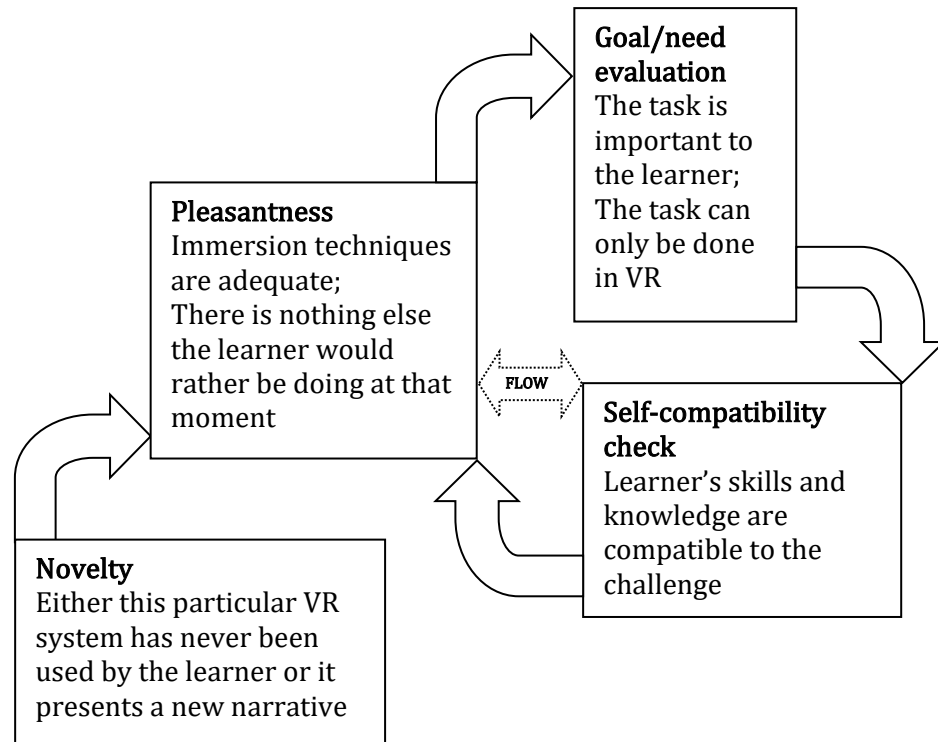 Goal/need
evaluation
The task is
important to
the learner;
The task can
only be done
in VR
Pleasantness
Immersion techniques
are adequate;
There is nothing else
the learner would
rather be doing at that
moment
FLOW
Self-compatibility
check
Learner’s skills and
knowledge are
compatible to the
challenge
Novelty
Either this particular VR
system has never been
used by the learner or it
presents a new narrative